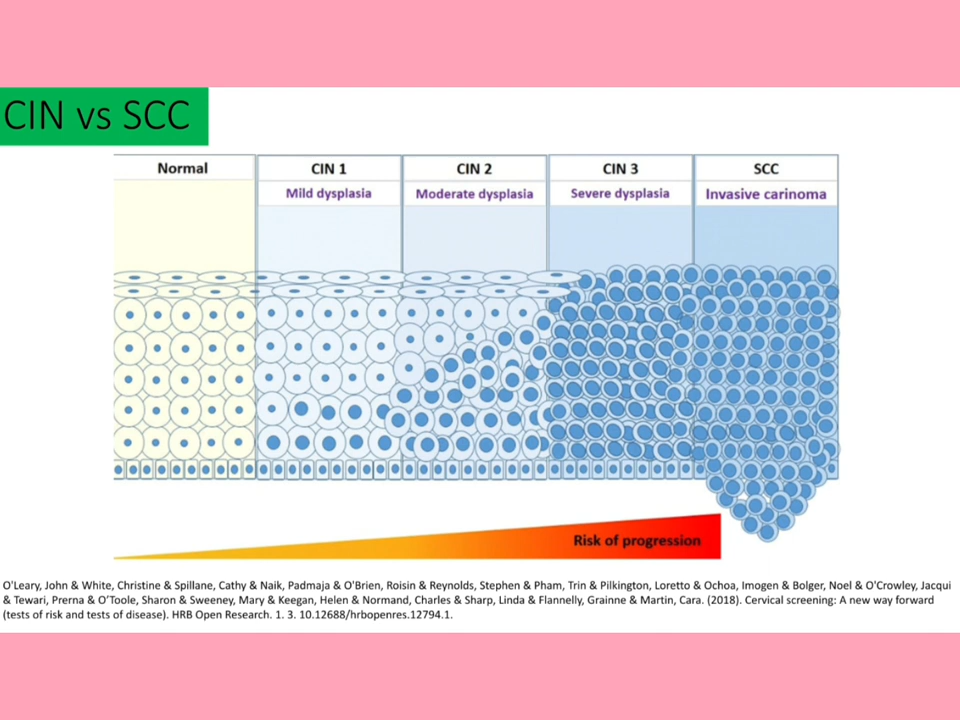 CIN vs SCC
Normal
CIN 1
CIN 2
CIN 3
SCC
Mild dysplasia
Moderate dysplasia
Severe dysplasia
Invasive carinoma
Risk of progression
O'Leary, John & White, Christine & Spillane, Cathy & Naik, Padmaja & O'Brien, Roisin & Reynolds, Stephen & Pham, Trin & Pilkington, Loretto & Ochoa, Imogen & Bolger, Noel & O'Crowley, Jacqui
& Tewari, Prerna & O’Toole, Sharon & Sweeney, Mary & Keegan, Helen & Normand, Charles & Sharp, Linda & Flannelly, Grainne & Martin, Cara. (2018). Cervical screening: A new way forward
(tests of risk and tests of disease). HRB Open Research. 1. 3. 10.12688/hrbopenres.12794.1.